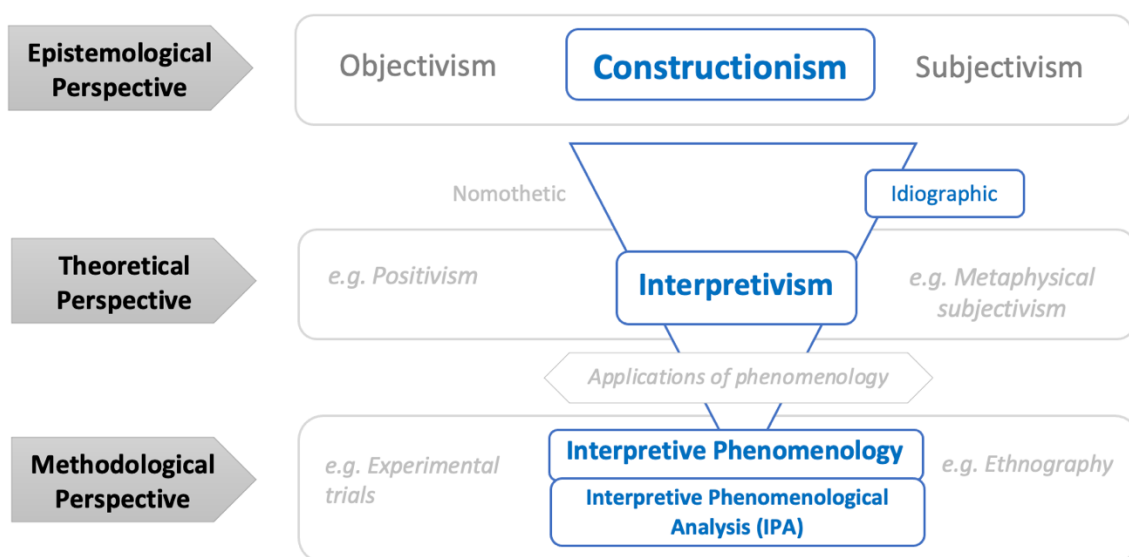 Epistemological
Perspective
Objectivism
Constructionism
Subjectivism
Nomothetic
Idiographic
Theoretical
Perspective
e.g. Positivism
Interpretivism
e.g. Metaphysical
subjectivism
Applications of phenomenology
Methodological
Perspective
e.g. Experimental
trials
Interpretive Phenomenology
e.g. Ethnography
Interpretive Phenomenological
Analysis (IPA)